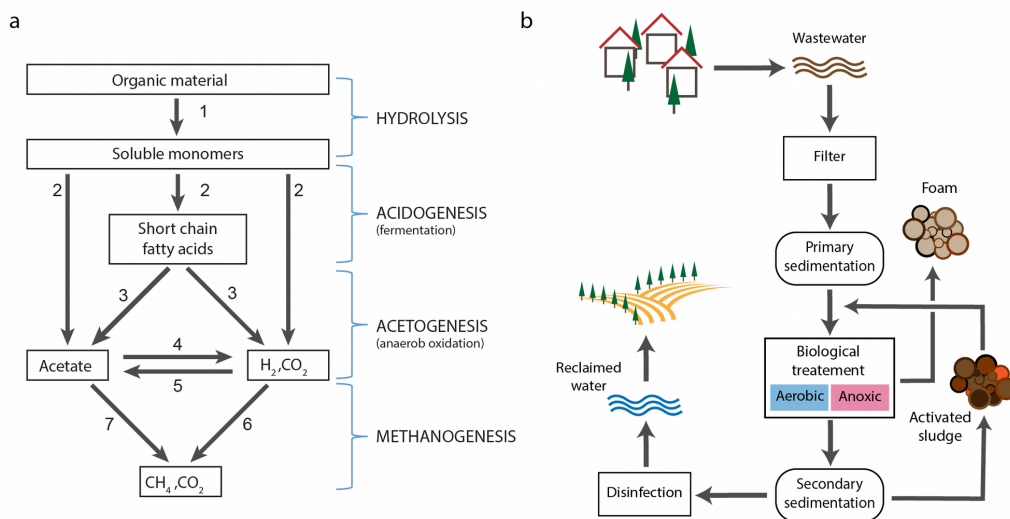 a
Organic material
1
HYDROLYSIS
Soluble monomers
2
2
2
ACIDOGENESIS
(fermentation)
Short chain
fatty acids
3
3
ACETOGENESIS
(anaerob oxidation)
4
Acetate
H₂,CO₂
5
7
6
METHANOGENESIS
CH₄,CO₂
b
Wastewater
Filter
Foam
Primary
sedimentation
Biological
treatment
Aerobic
Anoxic
Reclaimed
water
Activated
sludge
Secondary
sedimentation
Disinfection